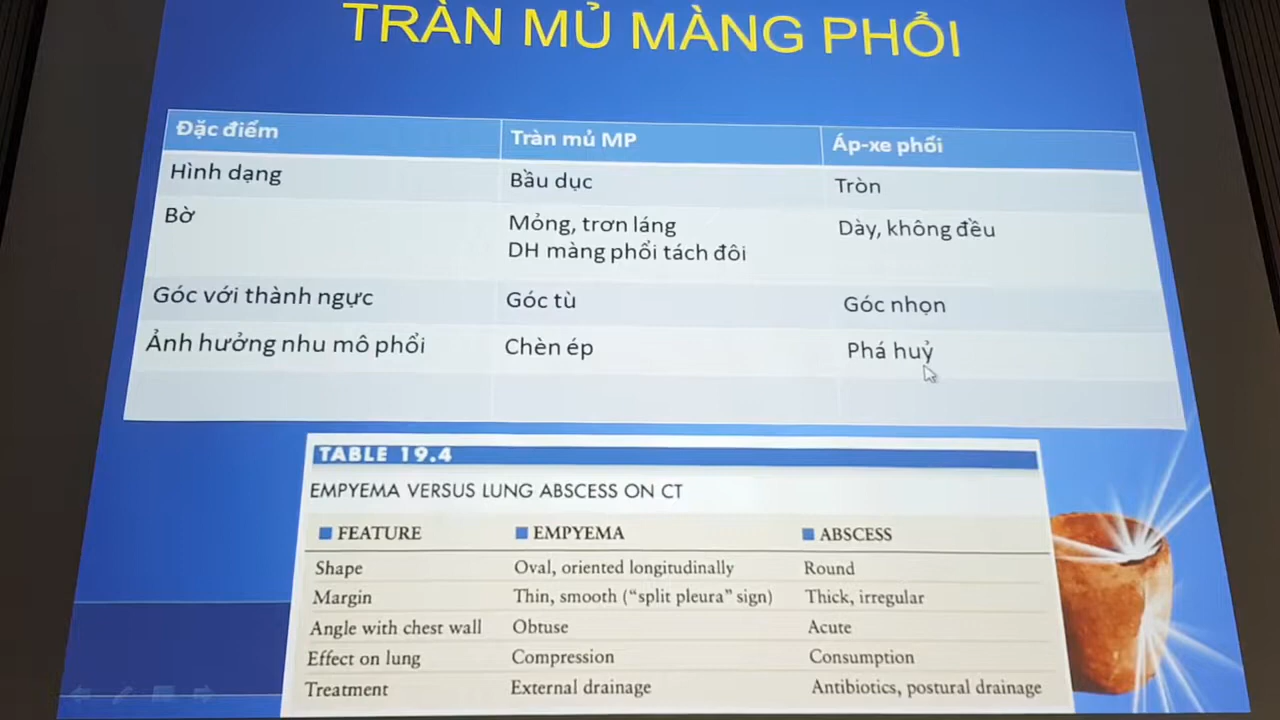 TRÀN MỦ MÀNG PHỔI
Đặc điểm Tràn mủ MP Áp-xe phổi
Hình dạng Bầu dục Tròn
Bờ Mỏng, trơn láng Dày, không đều
DH màng phổi tách đôi
Góc với thành ngực Góc tù Góc nhọn
Ảnh hưởng nhu mô phổi Chèn ép Phá huỷ
TABLE 19.4
EMPYEMA VERSUS LUNG ABSCESS ON CT
FEATURE EMPYEMA ABSCESS
Shape Oval, oriented longitudinally Round
Margin Thin, smooth (“split pleura” sign) Thick, irregular
Angle with chest wall Obtuse Acute
Effect on lung Compression Consumption
Treatment External drainage Antibiotics, postural drainage